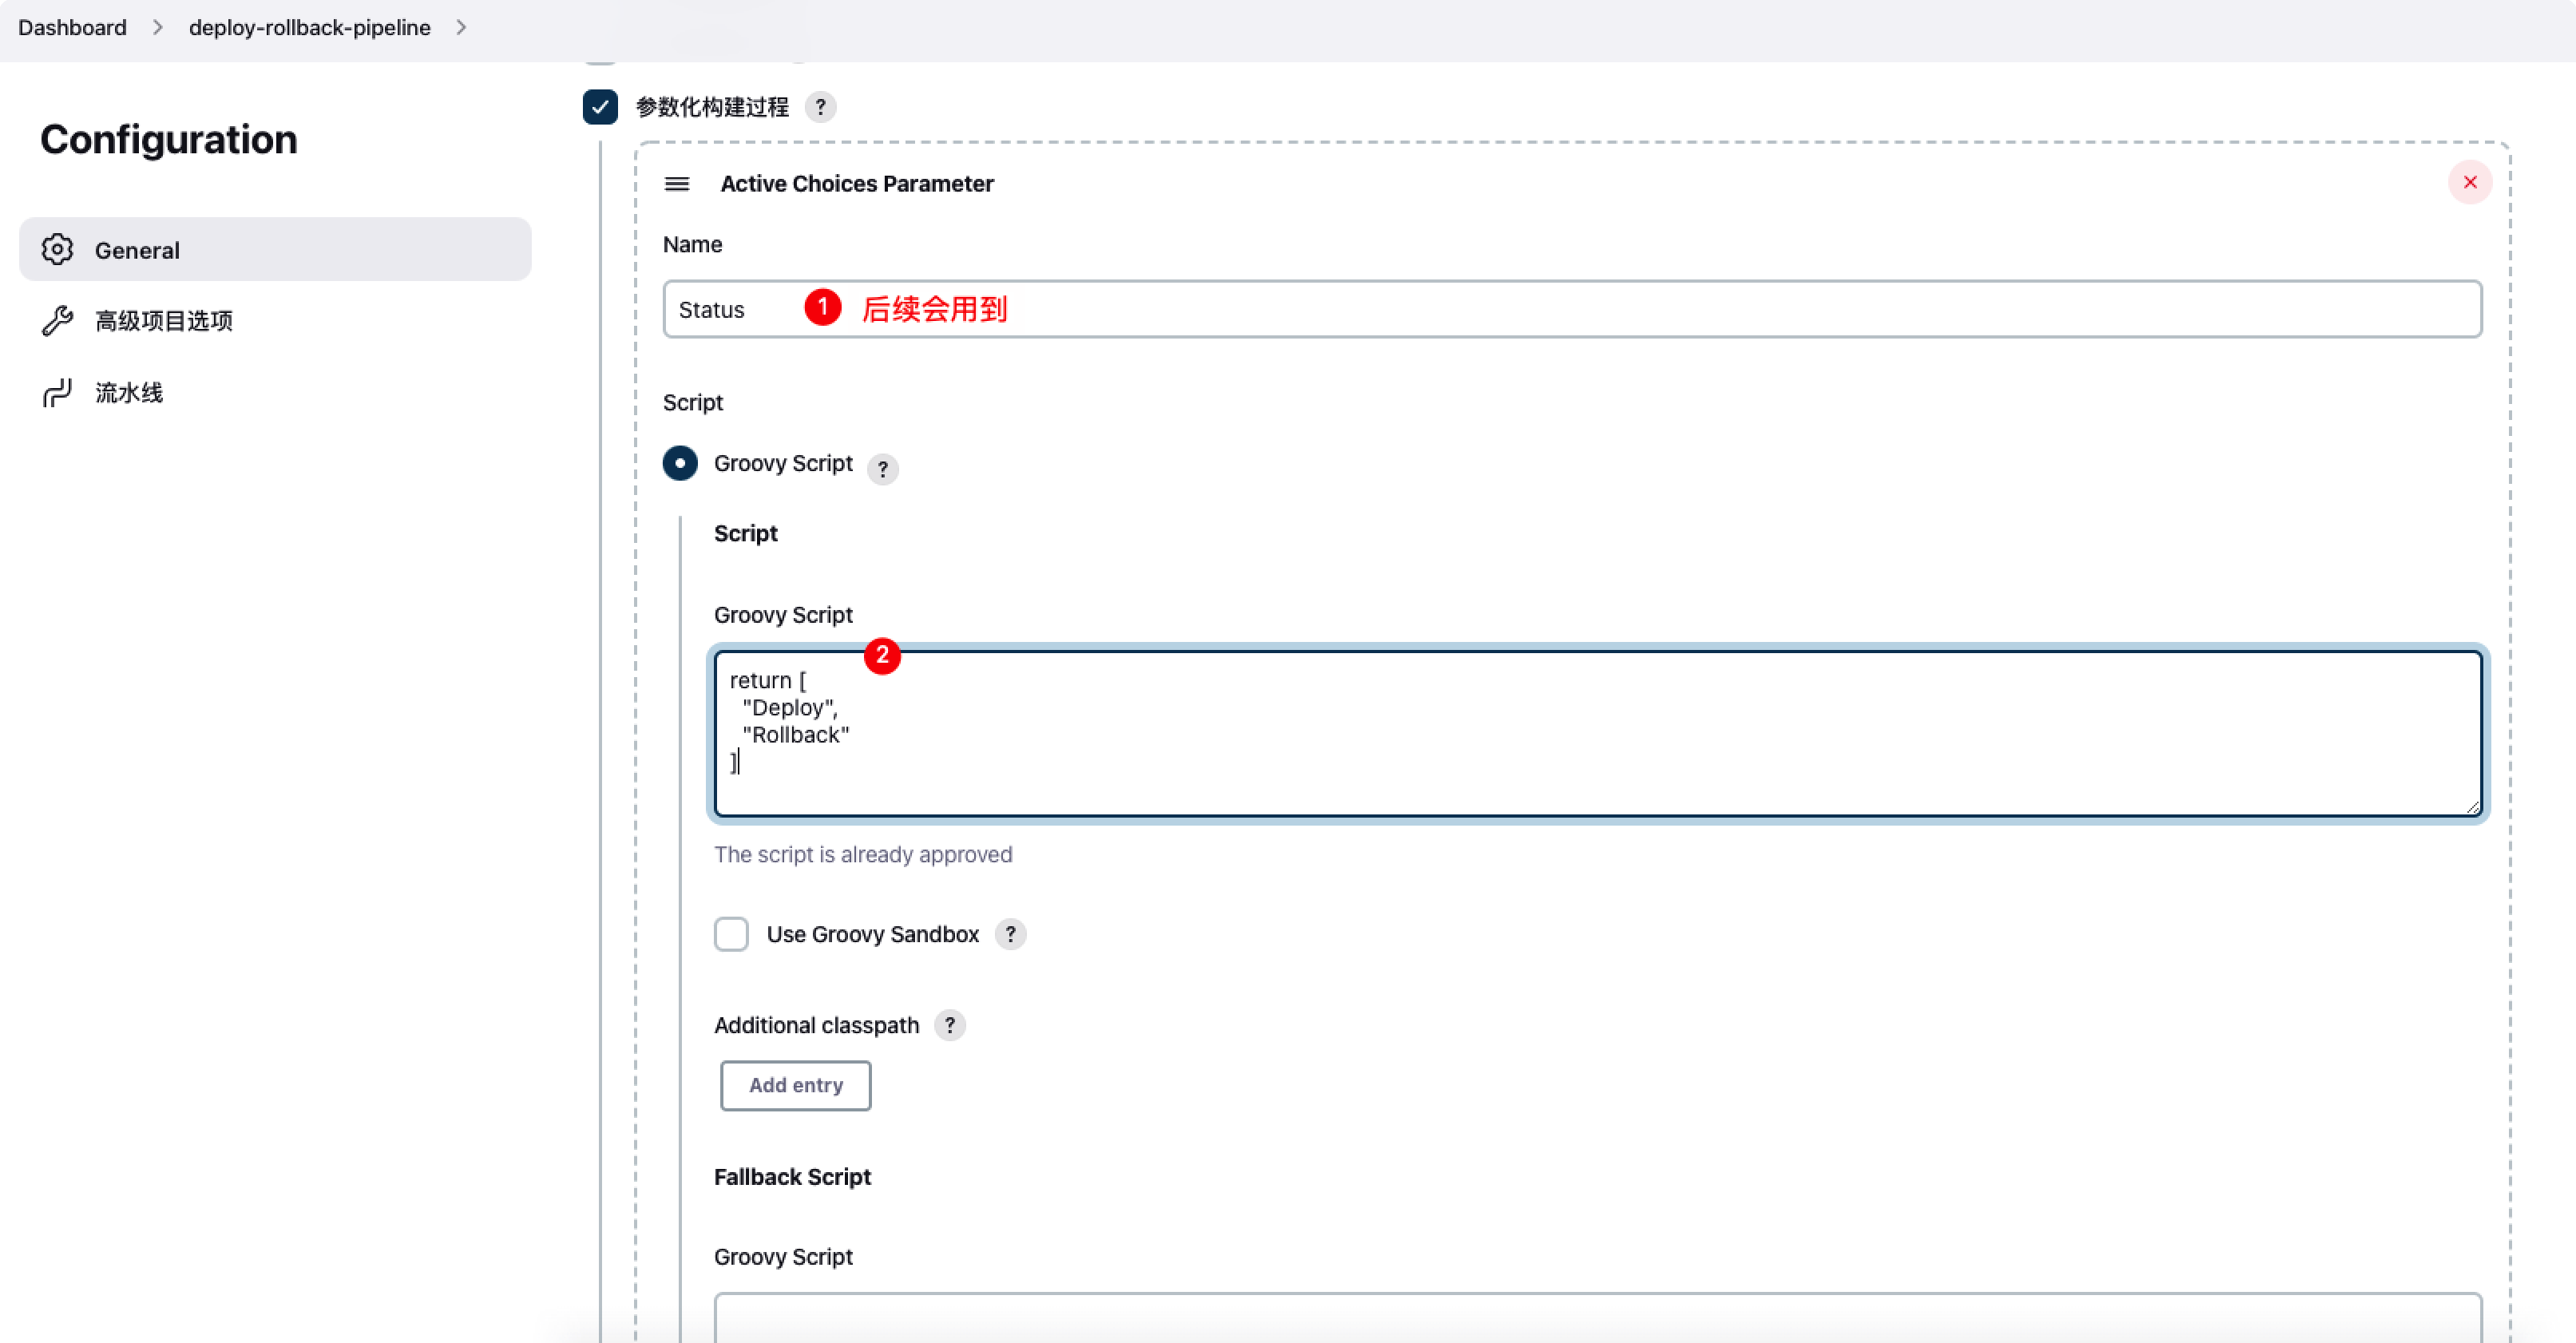 Dashboard > deploy-rollback-pipeline >
Configuration
General
高级项目选项
流水线
参数化构建过程 ?
Active Choices Parameter
Name
Status 1 后续会用到
Script
Groovy Script ?
Script
Groovy Script
2
return [
"Deploy",
"Rollback"
]
The script is already approved
Use Groovy Sandbox ?
Additional classpath ?
Add entry
Fallback Script
Groovy Script